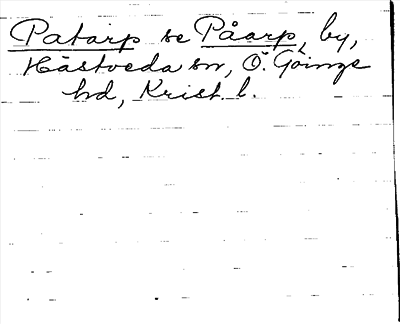 Patarp se Påarp, by,
Hästveda sn, Ö. Göinge
hd, Krist. l.